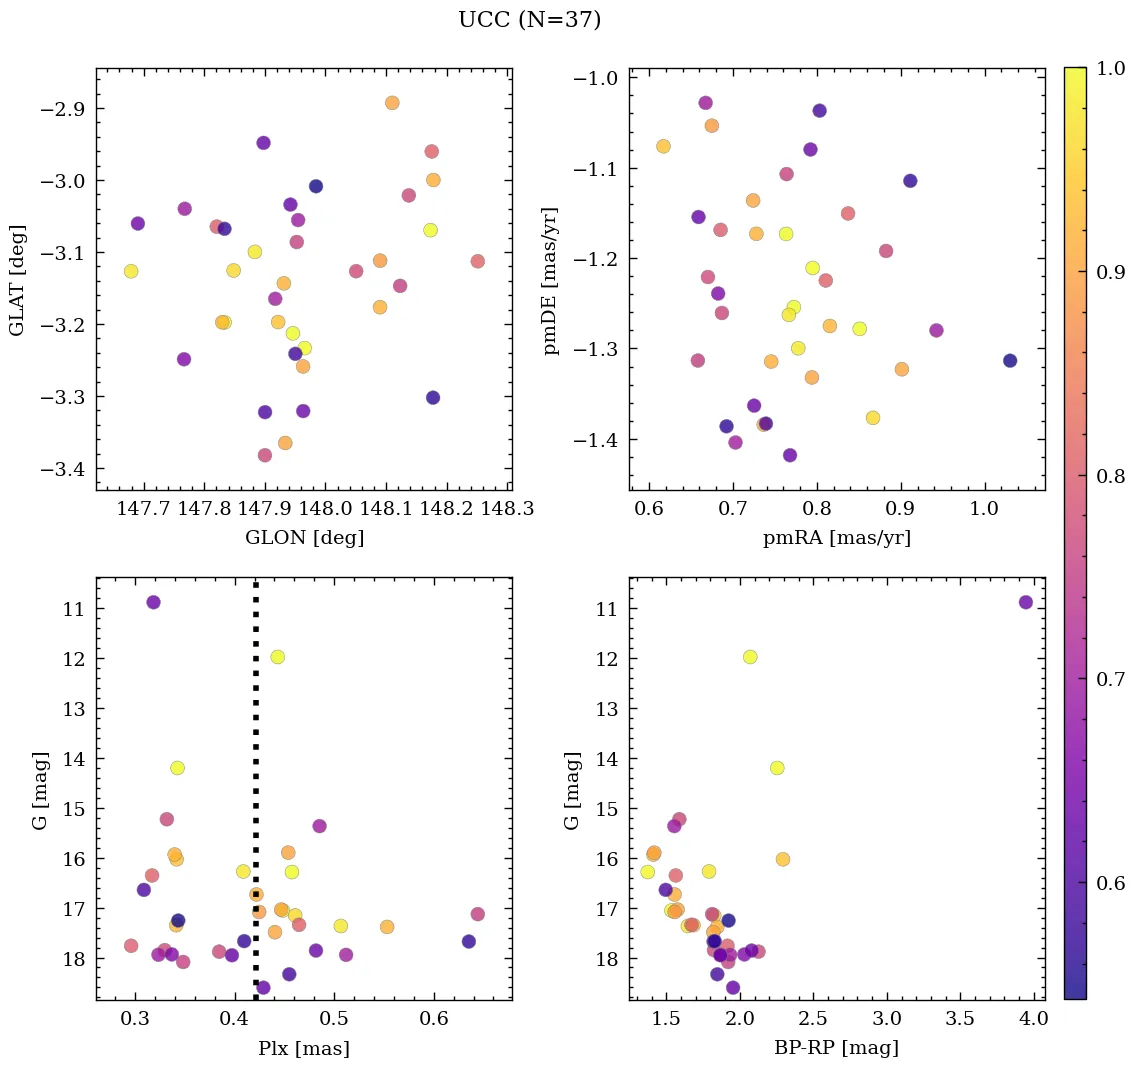 UCC (N=37)
−2.9
−3.0
−3.1
−3.2
−3.3
−3.4
GLAT [deg]
147.7 147.8 147.9 148.0 148.1 148.2 148.3
GLON [deg]
−1.0
−1.1
−1.2
−1.3
−1.4
pmDE [mas/yr]
0.6 0.7 0.8 0.9 1.0
pmRA [mas/yr]
11
12
13
14
15
16
17
18
G [mag]
0.3 0.4 0.5 0.6
Plx [mas]
11
12
13
14
15
16
17
18
G [mag]
1.5 2.0 2.5 3.0 3.5 4.0
BP-RP [mag]
1.0
0.9
0.8
0.7
0.6